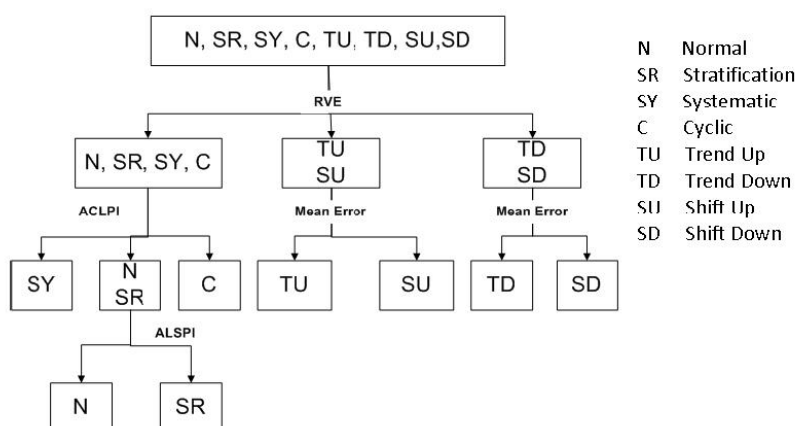 N, SR, SY, C, TU, TD, SU,SD
RVE
N, SR, SY, C
TU
SU
TD
SD
ACLPI
Mean Error
Mean Error
SY
N
SR
C
TU
SU
TD
SD
ALSPI
N
SR
N Normal
SR Stratification
SY Systematic
C Cyclic
TU Trend Up
TD Trend Down
SU Shift Up
SD Shift Down